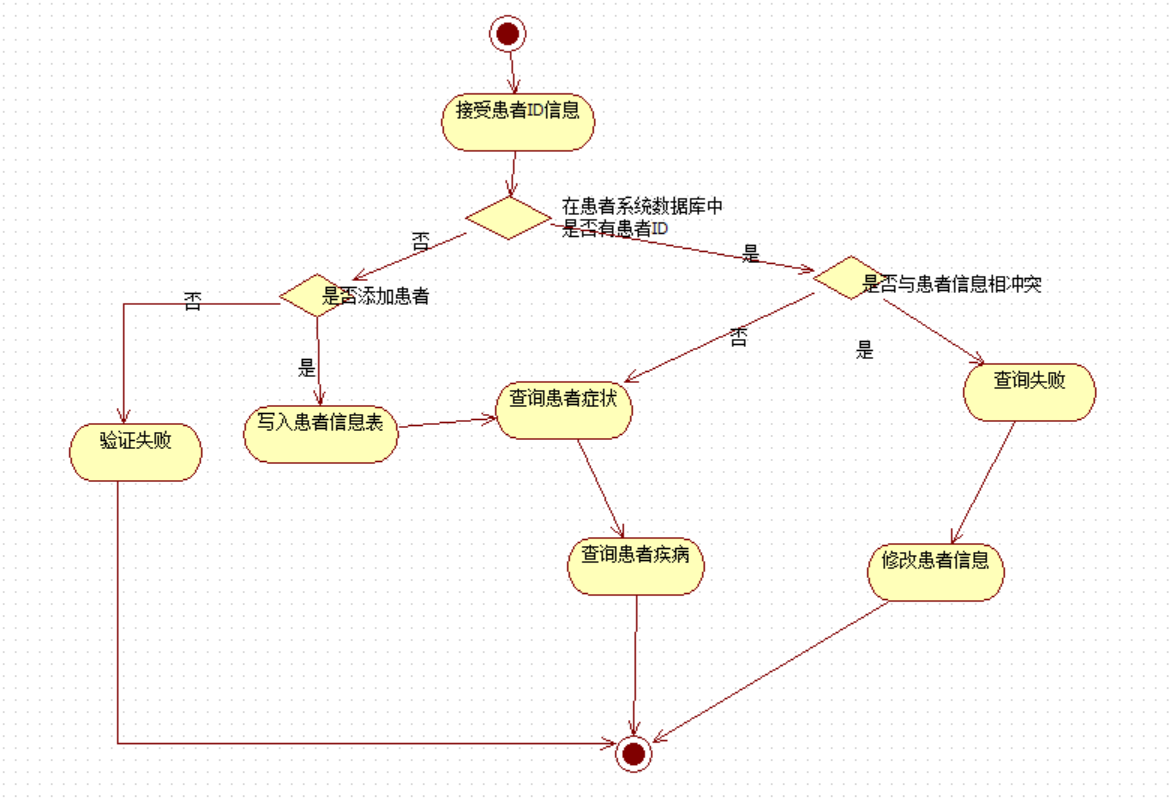 接受患者ID信息
在患者系统数据库中
是否有患者ID
否
是
是否添加患者
是否与患者信息相冲突
否
否
是
是
查询失败
查询患者症状
写入患者信息表
验证失败
查询患者疾病
修改患者信息